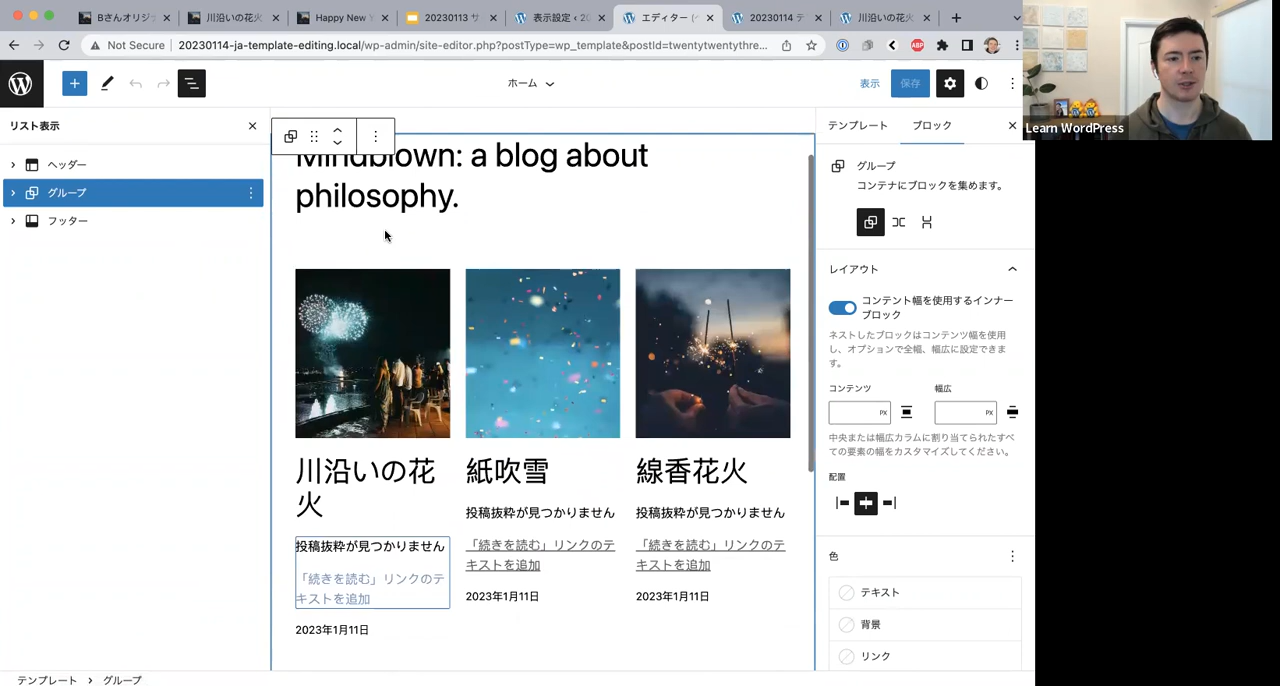 Bさんオリジ
川沿いの花火
Happy New Y
20230113 サ
表示設定 ‹ 20
エディター (ベ
20230114 テ
川沿いの花火
Not Secure
20230114-ja-template-editing.local/wp-admin/site-editor.php?postType=wp_template&postId=twentytwentythre...
ABP
ホーム
表示
保存
Learn WordPress
リスト表示
テンプレート
ブロック
ヘッダー
グループ
フッター
Mindblown: a blog about
philosophy.
川沿いの花
火
投稿抜粋が見つかりません
「続きを読む」リンクのテ
キストを追加
2023年1月11日
紙吹雪
投稿抜粋が見つかりません
「続きを読む」リンクのテ
キストを追加
2023年1月11日
線香花火
投稿抜粋が見つかりません
「続きを読む」リンクのテ
キストを追加
2023年1月11日
グループ
コンテナにブロックを集めます。
レイアウト
コンテント幅を使用するインナー
ブロック
ネストしたブロックはコンテンツ幅を使用
し、オプションで全幅、幅広に設定できま
す。
コンテンツ
幅広
PX
PX
中央または幅広カラムに割り当てられたすべ
ての要素の幅をカスタマイズしてください。
配置
色
テキスト
背景
リンク
テンプレート › グループ